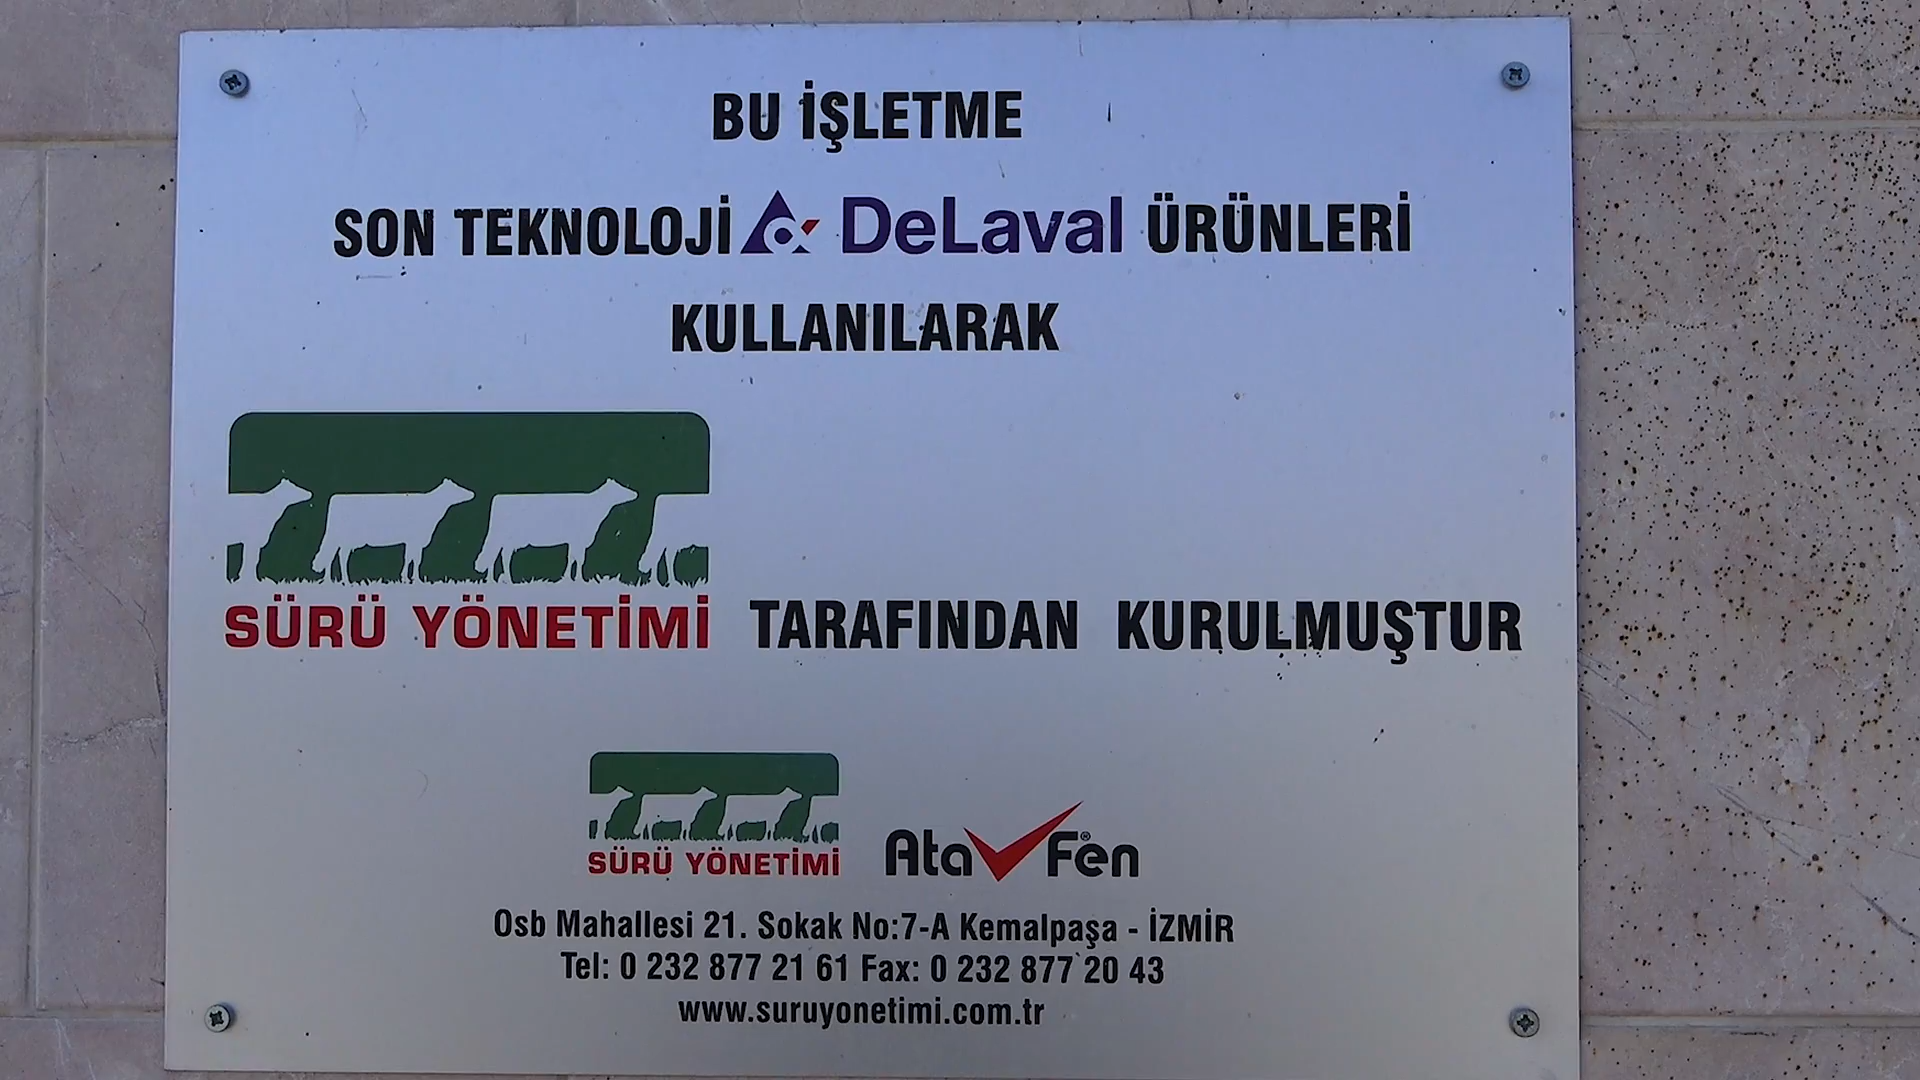 BU İŞLETME
SON TEKNOLOJİ DeLaval ÜRÜNLERİ
KULLANILARAK
SÜRÜ YÖNETİMİ TARAFINDAN KURULMUŞTUR
SÜRÜ YÖNETİMİ Ata Fen®
Osb Mahallesi 21. Sokak No:7-A Kemalpaşa - İZMİR
Tel: 0 232 877 21 61 Fax: 0 232 877 20 43
www.suruyonetimi.com.tr